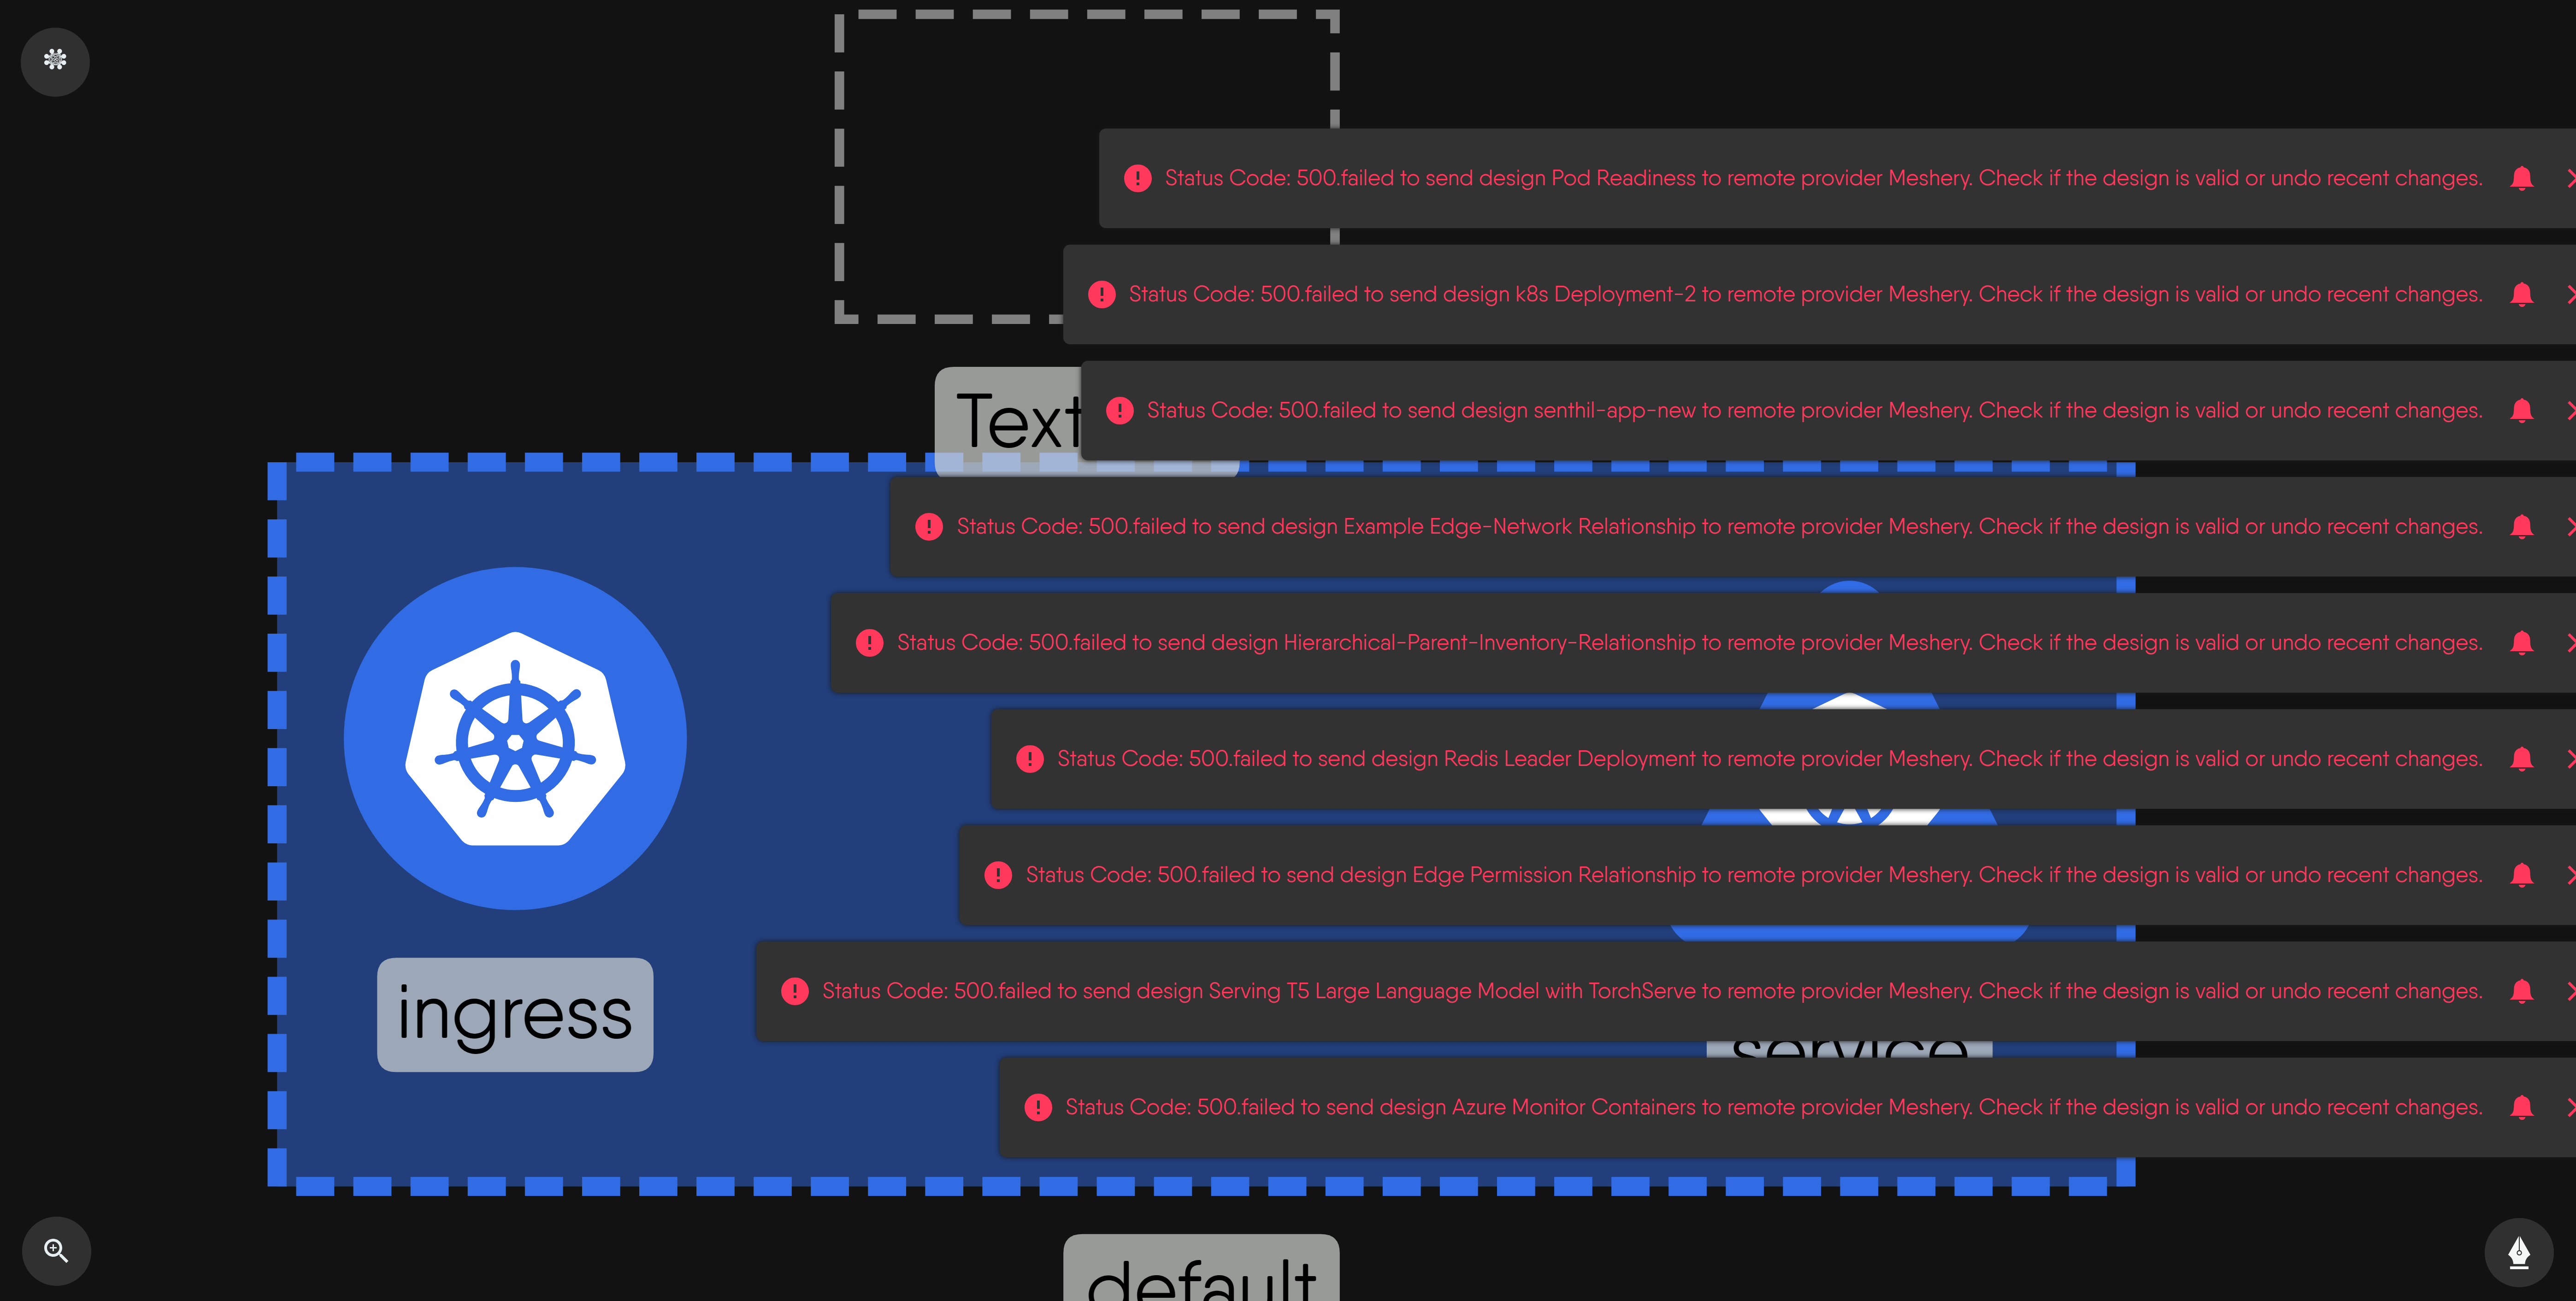 Status Code: 500.failed to send design Pod Readiness to remote provider Meshery. Check if the design is valid or undo recent changes.
Status Code: 500.failed to send design k8s Deployment-2 to remote provider Meshery. Check if the design is valid or undo recent changes.
Text
Status Code: 500.failed to send design senthil-app-new to remote provider Meshery. Check if the design is valid or undo recent changes.
Status Code: 500.failed to send design Example Edge-Network Relationship to remote provider Meshery. Check if the design is valid or undo recent changes.
Status Code: 500.failed to send design Hierarchical-Parent-Inventory-Relationship to remote provider Meshery. Check if the design is valid or undo recent changes.
Status Code: 500.failed to send design Redis Leader Deployment to remote provider Meshery. Check if the design is valid or undo recent changes.
Status Code: 500.failed to send design Edge Permission Relationship to remote provider Meshery. Check if the design is valid or undo recent changes.
Status Code: 500.failed to send design Serving T5 Large Language Model with TorchServe to remote provider Meshery. Check if the design is valid or undo recent changes.
ingress
service
Status Code: 500.failed to send design Azure Monitor Containers to remote provider Meshery. Check if the design is valid or undo recent changes.
default